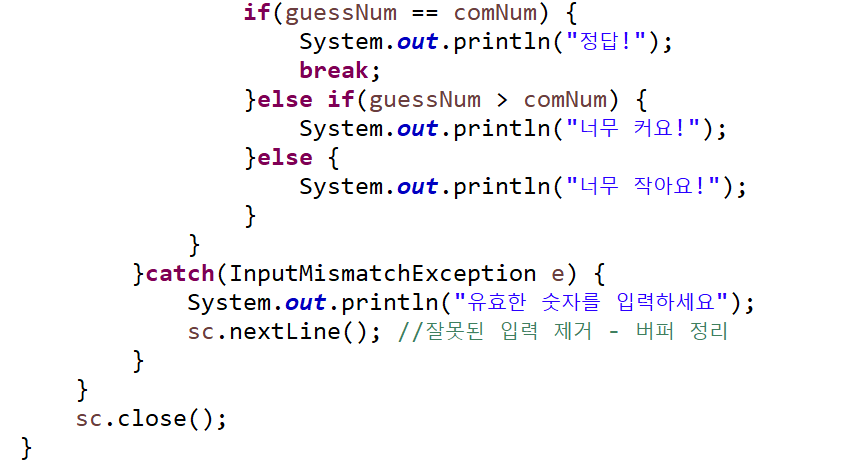 if(guessNum == comNum) {
System.out.println("정답!");
break;
}else if(guessNum > comNum) {
System.out.println("너무 커요!");
}else {
System.out.println("너무 작아요!");
}
}
}catch(InputMismatchException e) {
System.out.println("유효한 숫자를 입력하세요");
sc.nextLine(); //잘못된 입력 제거 - 버퍼 정리
}
}
sc.close();
}